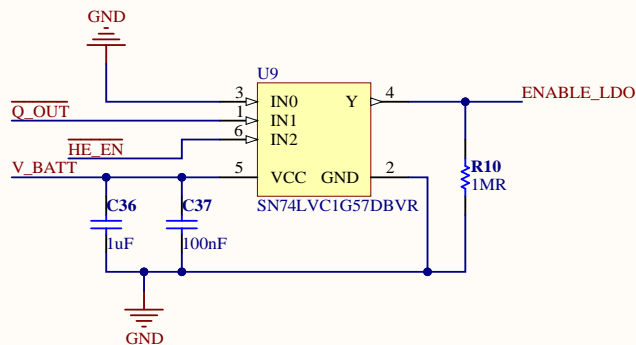 GND
U9
3
IN0
Y
4
ENABLE_LDO
Q_OUT
1
IN1
6
IN2
HE_EN
V_BATT
5
VCC
GND
2
R10
1MR
SN74LVC1G57DBVR
C36
C37
1uF
100nF
GND